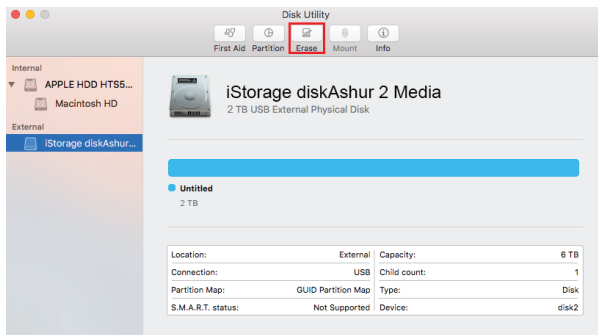 Disk Utility
First Aid Partition Erase Mount Info
Internal
APPLE HDD HTS5...
Macintosh HD
External
iStorage diskAshur...
iStorage diskAshur 2 Media
2 TB USB External Physical Disk
Untitled
2 TB
Location: External Capacity: 6 TB
Connection: USB Child count: 1
Partition Map: GUID Partition Map Type: Disk
S.M.A.R.T. status: Not Supported Device: disk2